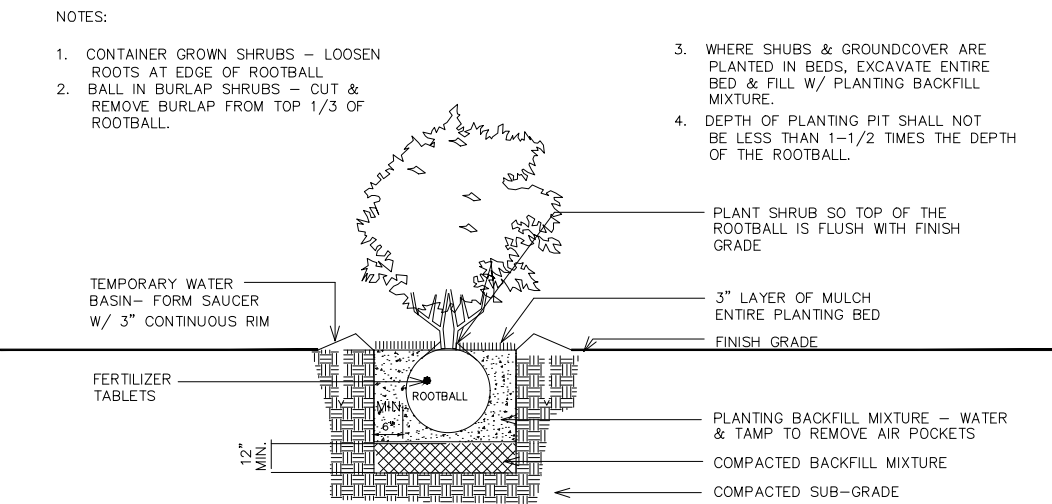 NOTES:
1. CONTAINER GROWN SHRUBS – LOOSEN
ROOTS AT EDGE OF ROOTBALL
2. BALL IN BURLAP SHRUBS – CUT &
REMOVE BURLAP FROM TOP 1/3 OF
ROOTBALL.
3. WHERE SHUBS & GROUNDCOVER ARE
PLANTED IN BEDS, EXCAVATE ENTIRE
BED & FILL W/ PLANTING BACKFILL
MIXTURE.
4. DEPTH OF PLANTING PIT SHALL NOT
BE LESS THAN 1–1/2 TIMES THE DEPTH
OF THE ROOTBALL.
PLANT SHRUB SO TOP OF THE
ROOTBALL IS FLUSH WITH FINISH
GRADE
TEMPORARY WATER
BASIN– FORM SAUCER
W/ 3" CONTINUOUS RIM
3" LAYER OF MULCH
ENTIRE PLANTING BED
FINISH GRADE
FERTILIZER
TABLETS
ROOTBALL
MIN.
6"
PLANTING BACKFILL MIXTURE – WATER
& TAMP TO REMOVE AIR POCKETS
12"
MIN.
COMPACTED BACKFILL MIXTURE
COMPACTED SUB–GRADE